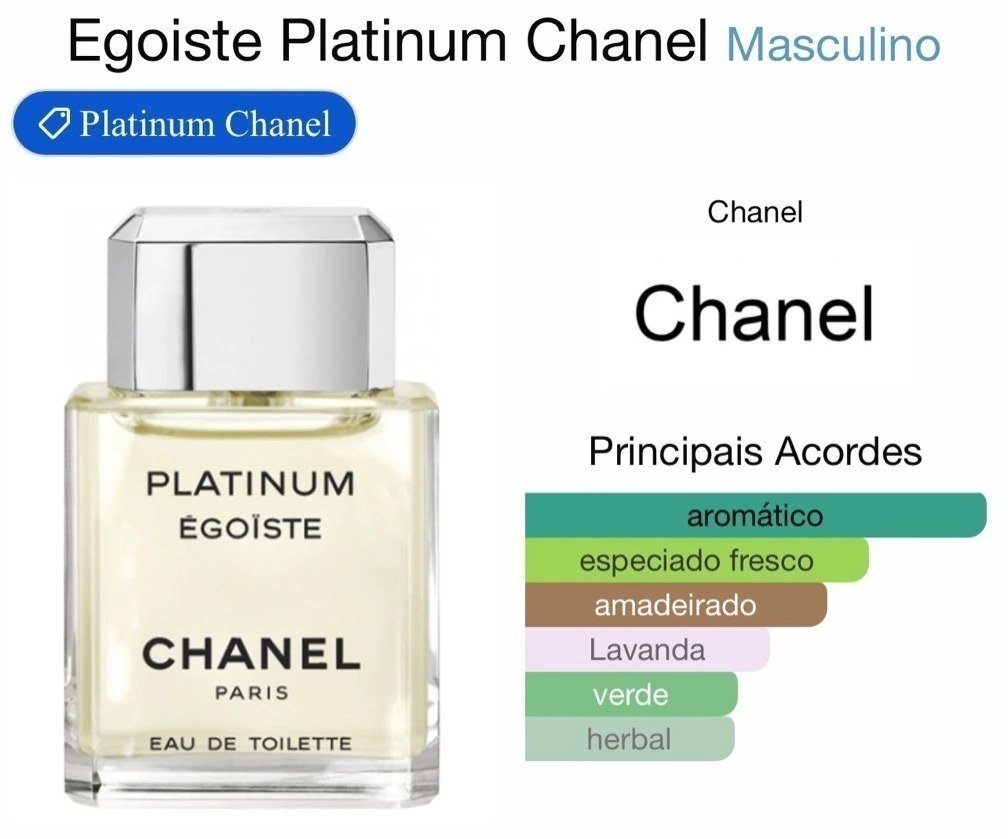 Egoiste Platinum Chanel Masculino
Platinum Chanel
Chanel
Chanel
Principais Acordes
aromático
especiado fresco
amadeirado
Lavanda
verde
herbal
PLATINUM
ÉGOÏSTE
CHANEL
PARIS
EAU DE TOILETTE